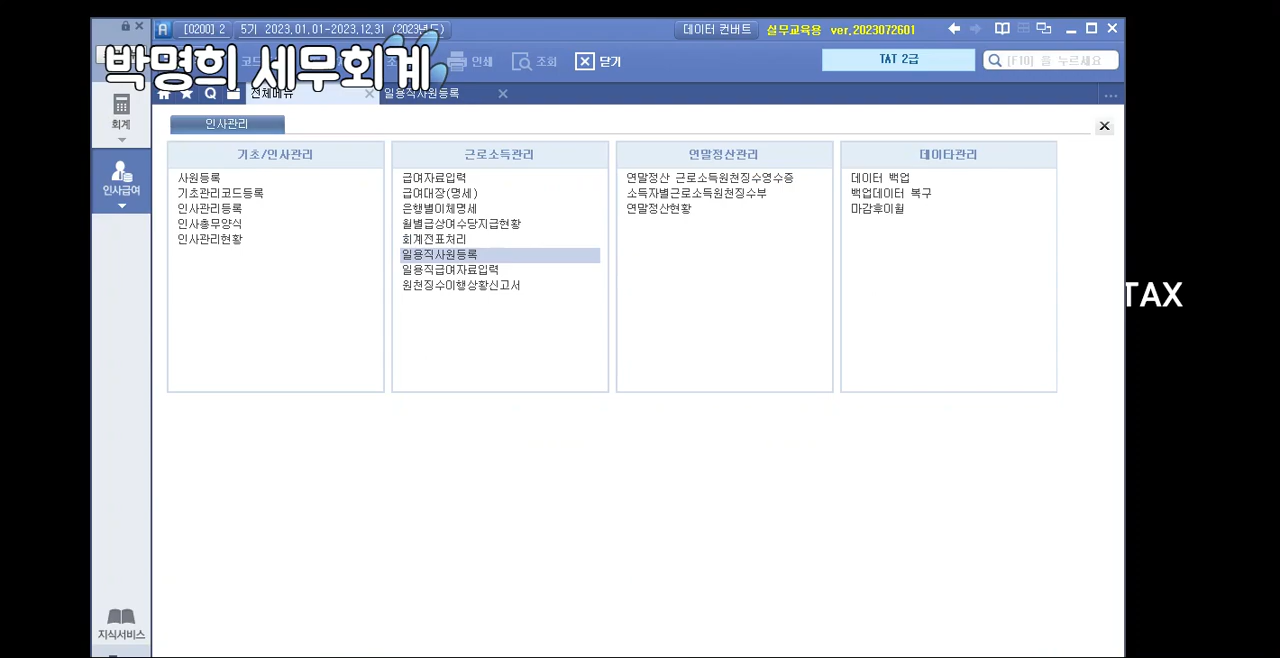 [0200] 2 5기 2023.01.01~2023.12.31 (2023년도) 데이터 컨버트 실무교육용 ver.2023072601
박명희 세무회계
인쇄 조회 닫기 TAT 2급 [F10] 을 누르세요
전체메뉴 일용직사원등록
회계
인사급여
지식서비스
인사관리
기초/인사관리
사원등록
기초관리코드등록
인사관리등록
인사총무양식
인사관리현황
근로소득관리
급여자료입력
급여대장(명세)
은행별이체명세
월별급상여수당지급현황
회계전표처리
일용직사원등록
일용직급여자료입력
원천징수이행상황신고서
연말정산관리
연말정산 근로소득원천징수영수증
소득자별근로소득원천징수부
연말정산현황
데이타관리
데이터 백업
백업데이터 복구
마감후이월
TAX